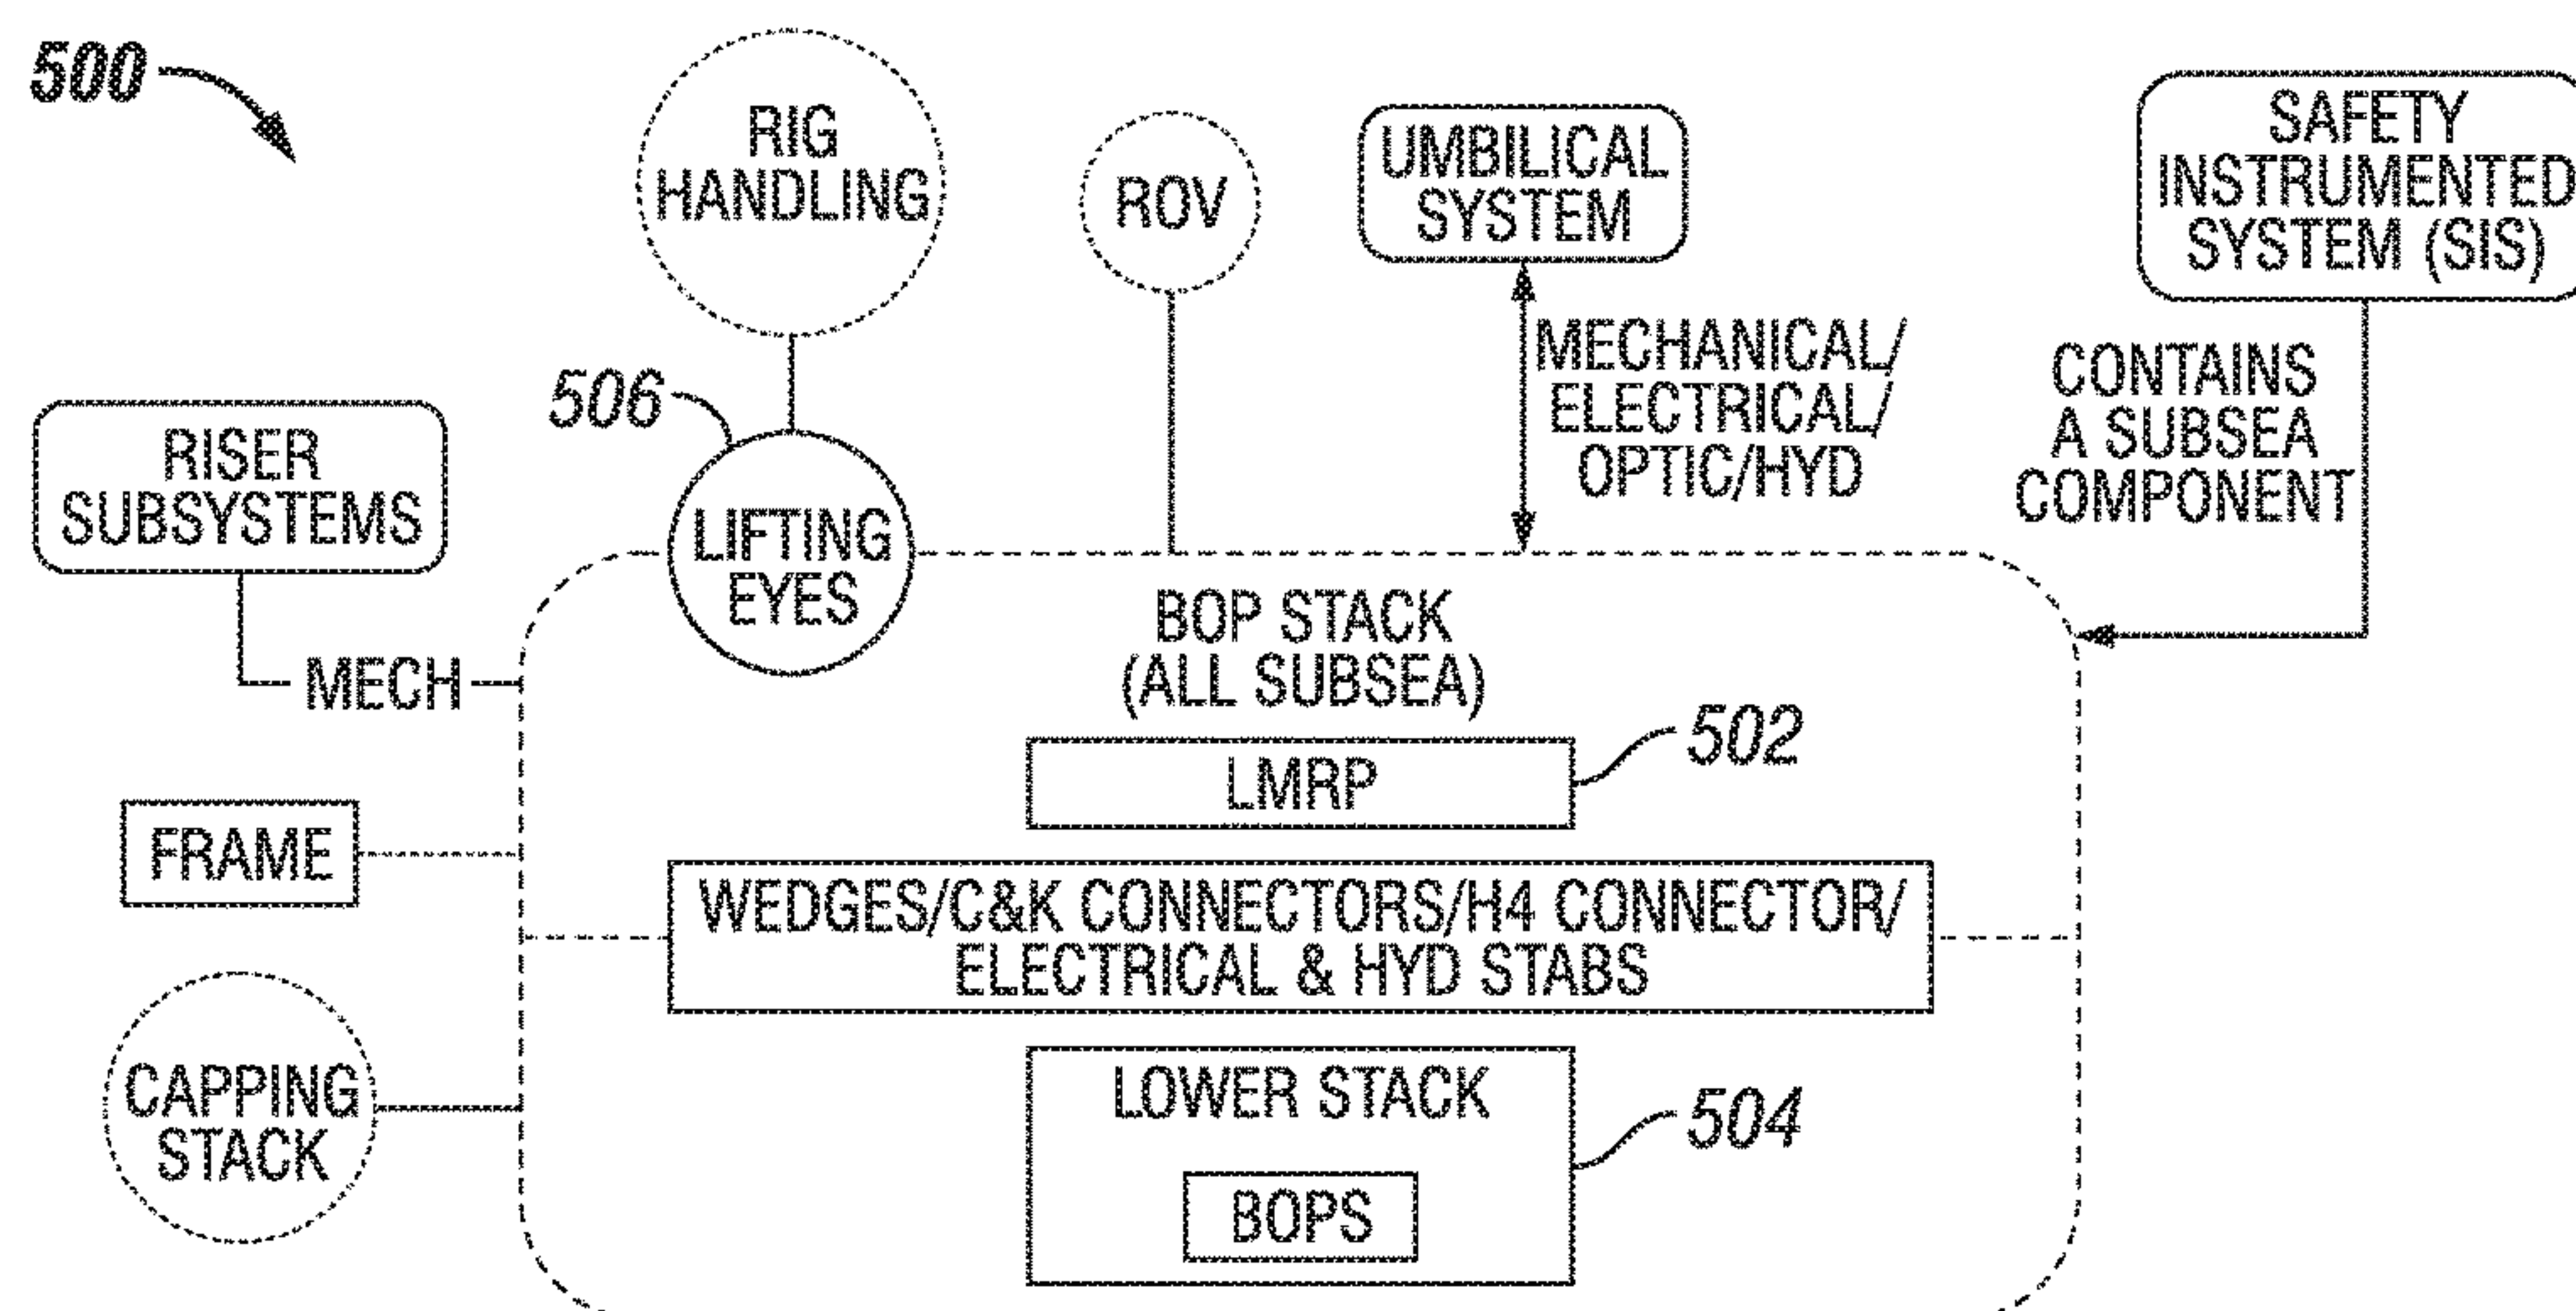 500
RIG
HANDLING
ROV
UMBILICAL
SYSTEM
SAFETY
INSTRUMENTED
SYSTEM (SIS)
MECHANICAL/
ELECTRICAL/
OPTIC/HYD
CONTAINS
A SUBSEA
COMPONENT
506
RISER
SUBSYSTEMS
LIFTING
EYES
MECH
BOP STACK
(ALL SUBSEA)
502
LMRP
FRAME
WEDGES/C&K CONNECTORS/H4 CONNECTOR/
ELECTRICAL & HYD STABS
CAPPING
STACK
LOWER STACK
504
BOPS